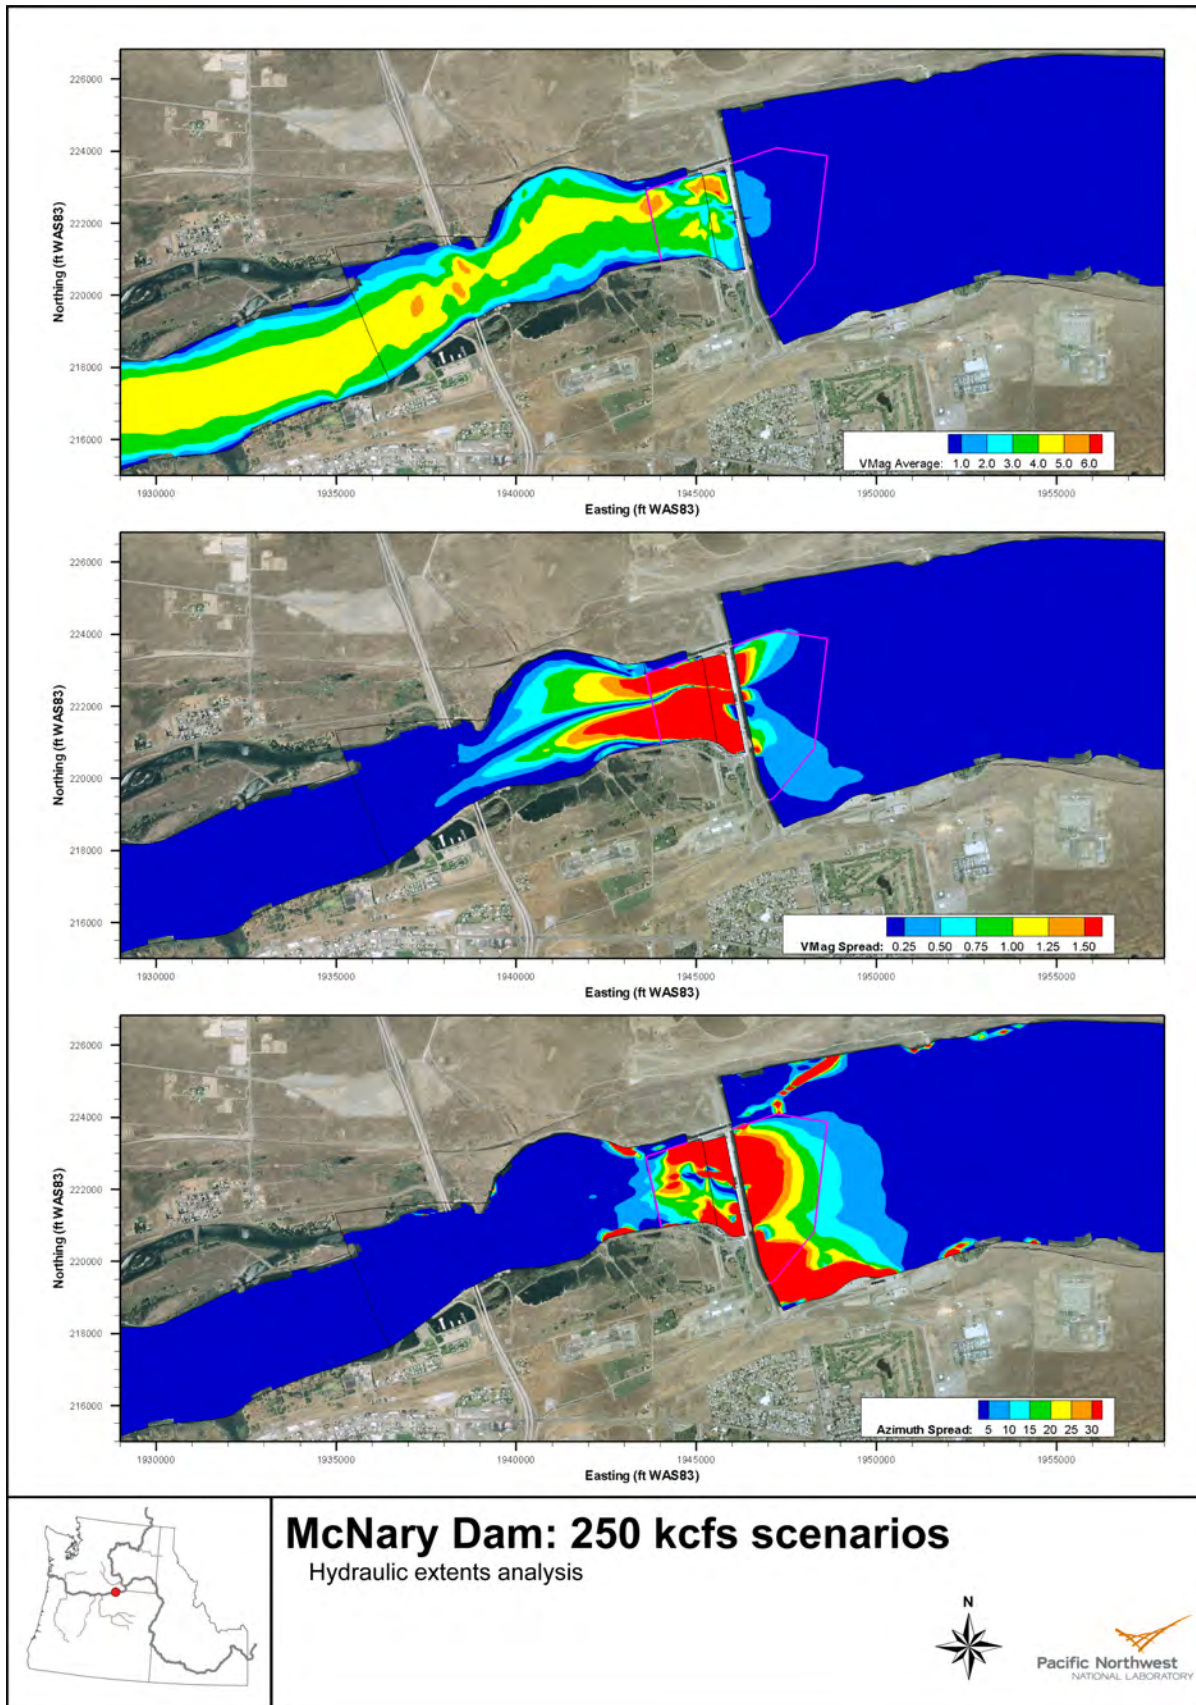 226000
224000
222000
220000
218000
216000
Northing (ft WAS83)
VMag Average: 1.0 2.0 3.0 4.0 5.0 6.0
1930000 1935000 1940000 1945000 1950000 1955000
Easting (ft WAS83)
226000
224000
222000
220000
218000
216000
Northing (ft WAS83)
VMag Spread: 0.25 0.50 0.75 1.00 1.25 1.50
1930000 1935000 1940000 1945000 1950000 1955000
Easting (ft WAS83)
226000
224000
222000
220000
218000
216000
Northing (ft WAS83)
Azimuth Spread: 5 10 15 20 25 30
1930000 1935000 1940000 1945000 1950000 1955000
Easting (ft WAS83)
McNary Dam: 250 kcfs scenarios
Hydraulic extents analysis
N
Pacific Northwest
NATIONAL LABORATORY